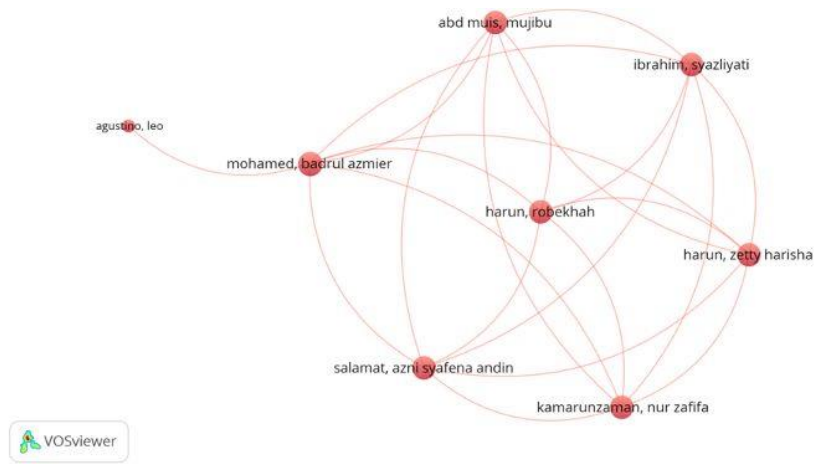 abd muis, mujibu
ibrahim, syazliyati
agustino, leo
mohamed, badrul azmier
harun, robekhah
harun, zetty harisha
salamat, azni syafena andin
kamarunzaman, nur zafifa
VOSviewer